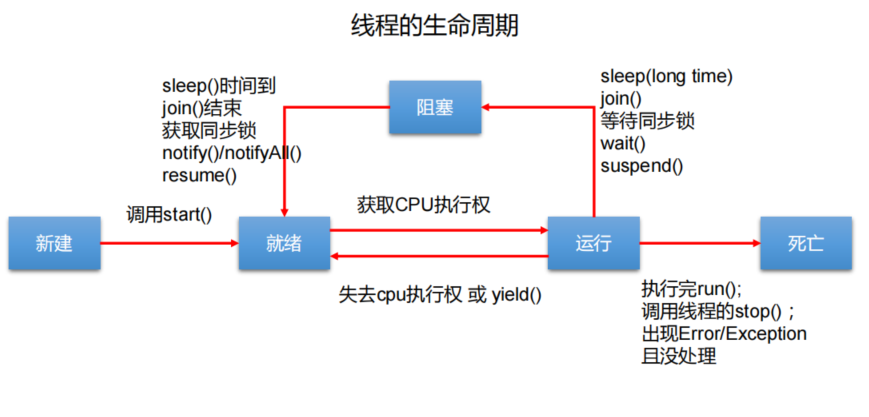 线程的生命周期
sleep()时间到
join()结束
获取同步锁
notify()/notifyAll()
resume()
阻塞
sleep(long time)
join()
等待同步锁
wait()
suspend()
新建
调用start()
就绪
获取CPU执行权
失去cpu执行权 或 yield()
运行
死亡
执行完run();
调用线程的stop()；
出现Error/Exception
且没处理